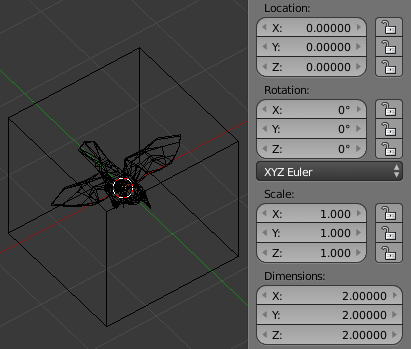 Location:
X: 0.00000
Y: 0.00000
Z: 0.00000
Rotation:
X: 0°
Y: 0°
Z: 0°
XYZ Euler
Scale:
X: 1.000
Y: 1.000
Z: 1.000
Dimensions:
X: 2.00000
Y: 2.00000
Z: 2.00000